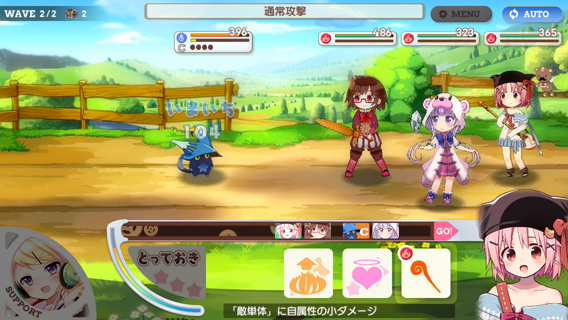 WAVE 2/2 2
通常攻撃
MENU
AUTO
396
C
486
323
365
いまいち
104
C
GO!
とっておき
SUPPORT
「敵単体」に自属性の小ダメージ